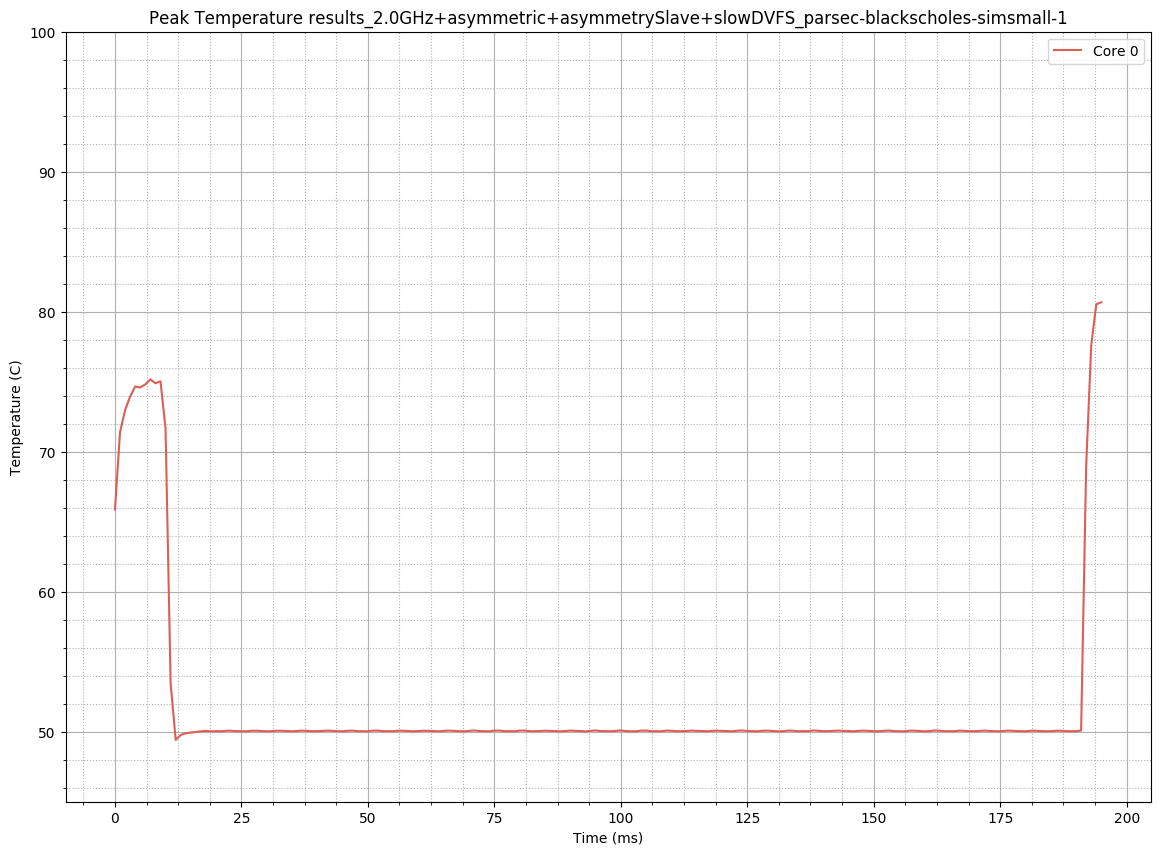 Peak Temperature results_2.0GHz+asymmetric+asymmetrySlave+slowDVFS_parsec-blackscholes-simsmall-1
Core 0
100
90
80
70
60
50
Temperature (C)
0 25 50 75 100 125 150 175 200
Time (ms)